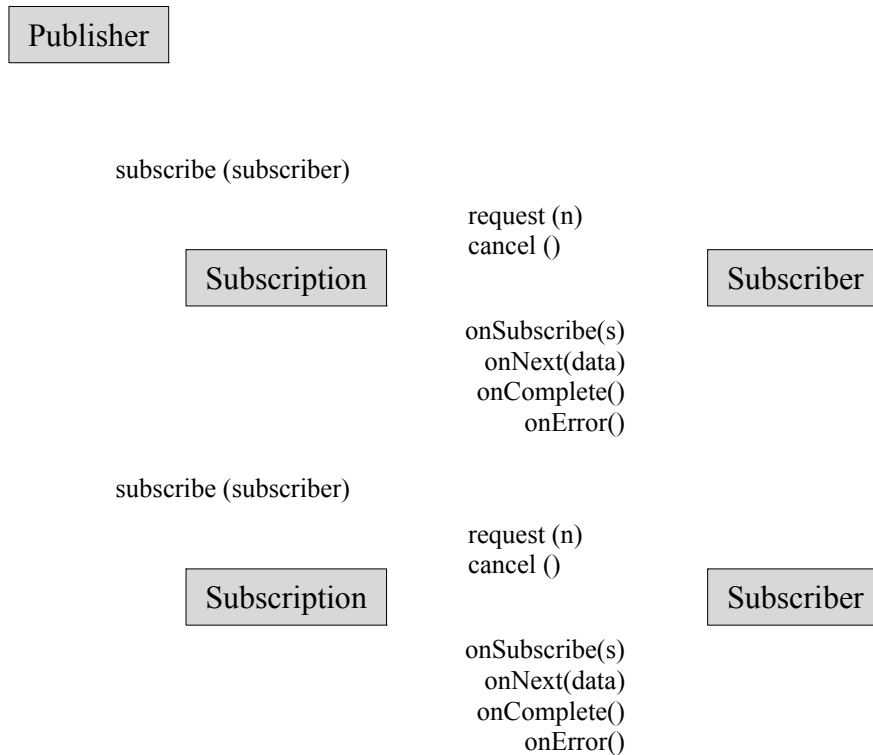 Publisher
subscribe (subscriber)
request (n)
cancel ()
Subscription
Subscriber
onSubscribe(s)
onNext(data)
onComplete()
onError()
subscribe (subscriber)
request (n)
cancel ()
Subscription
Subscriber
onSubscribe(s)
onNext(data)
onComplete()
onError()